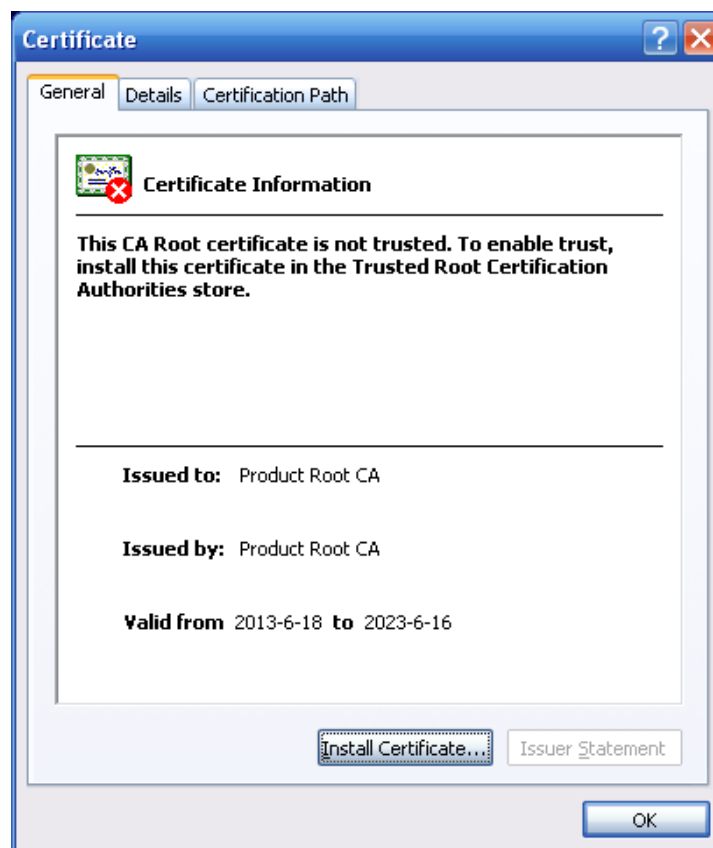 Certificate
General Details Certification Path
Certificate Information
This CA Root certificate is not trusted. To enable trust,
install this certificate in the Trusted Root Certification
Authorities store.
Issued to: Product Root CA
Issued by: Product Root CA
Valid from 2013-6-18 to 2023-6-16
Install Certificate... Issuer Statement
OK